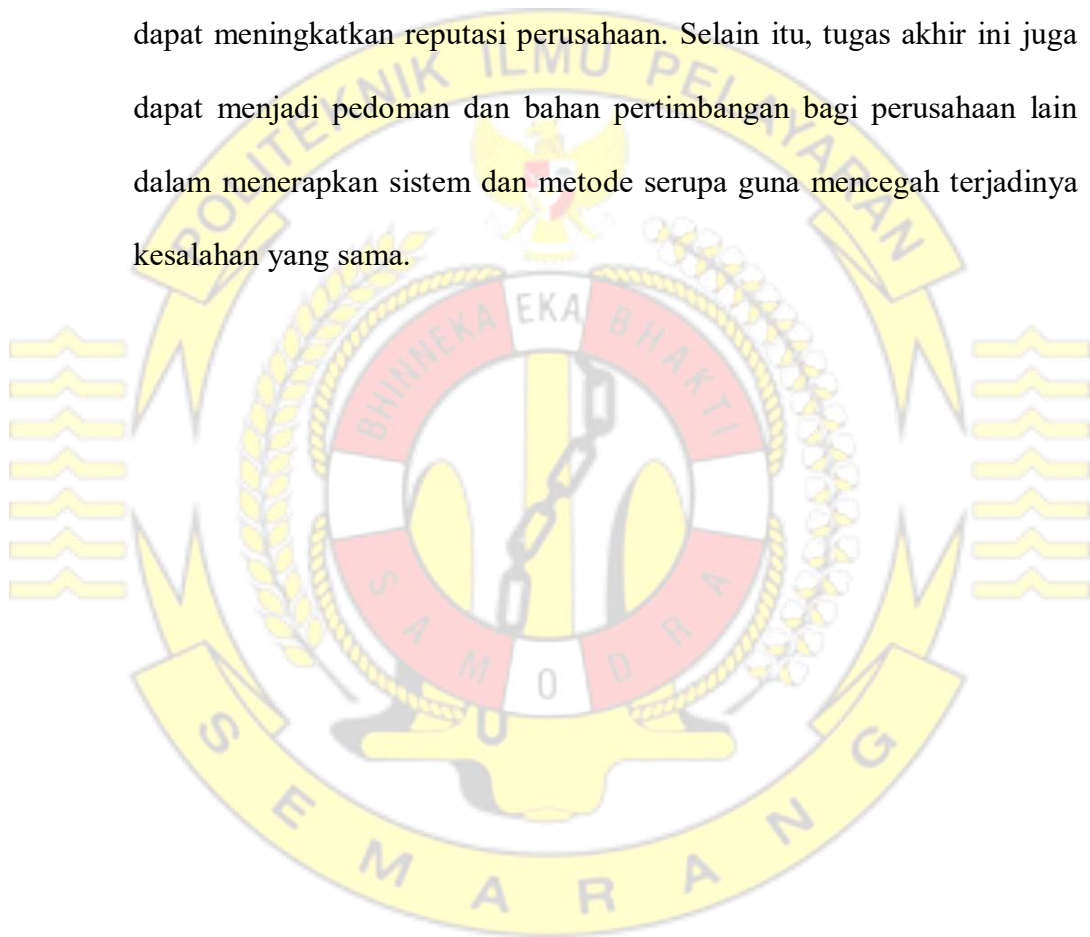 dapat meningkatkan reputasi perusahaan. Selain itu, tugas akhir ini juga
dapat menjadi pedoman dan bahan pertimbangan bagi perusahaan lain
dalam menerapkan sistem dan metode serupa guna mencegah terjadinya
kesalahan yang sama.
POLITEKNIK ILMU PELAYARAN
BHINNEKA EKA BHAKTI
SAMODRA
SEMARANG